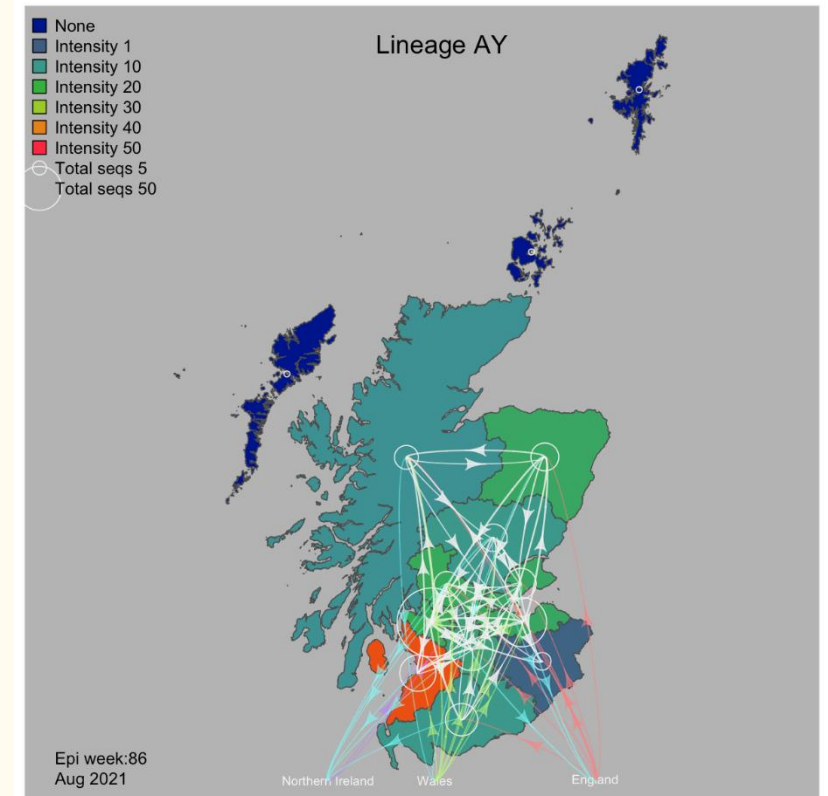 Lineage AY
None
Intensity 1
Intensity 10
Intensity 20
Intensity 30
Intensity 40
Intensity 50
Total seqs 5
Total seqs 50
Epi week:86
Aug 2021
Northern Ireland
Wales
England